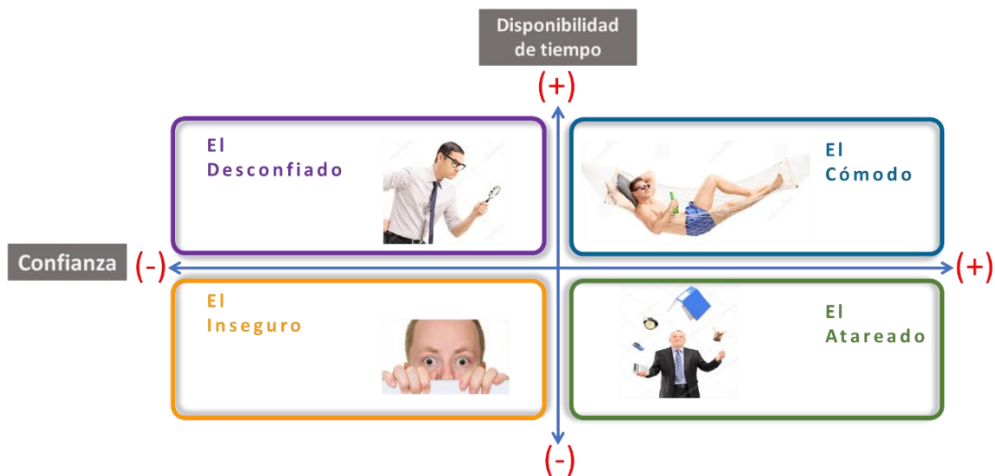 Disponibilidad
de tiempo
(+)
El
Desconfiado
El
Cómodo
Confianza
(-)
(+)
El
Inseguro
El
Atareado
(-)